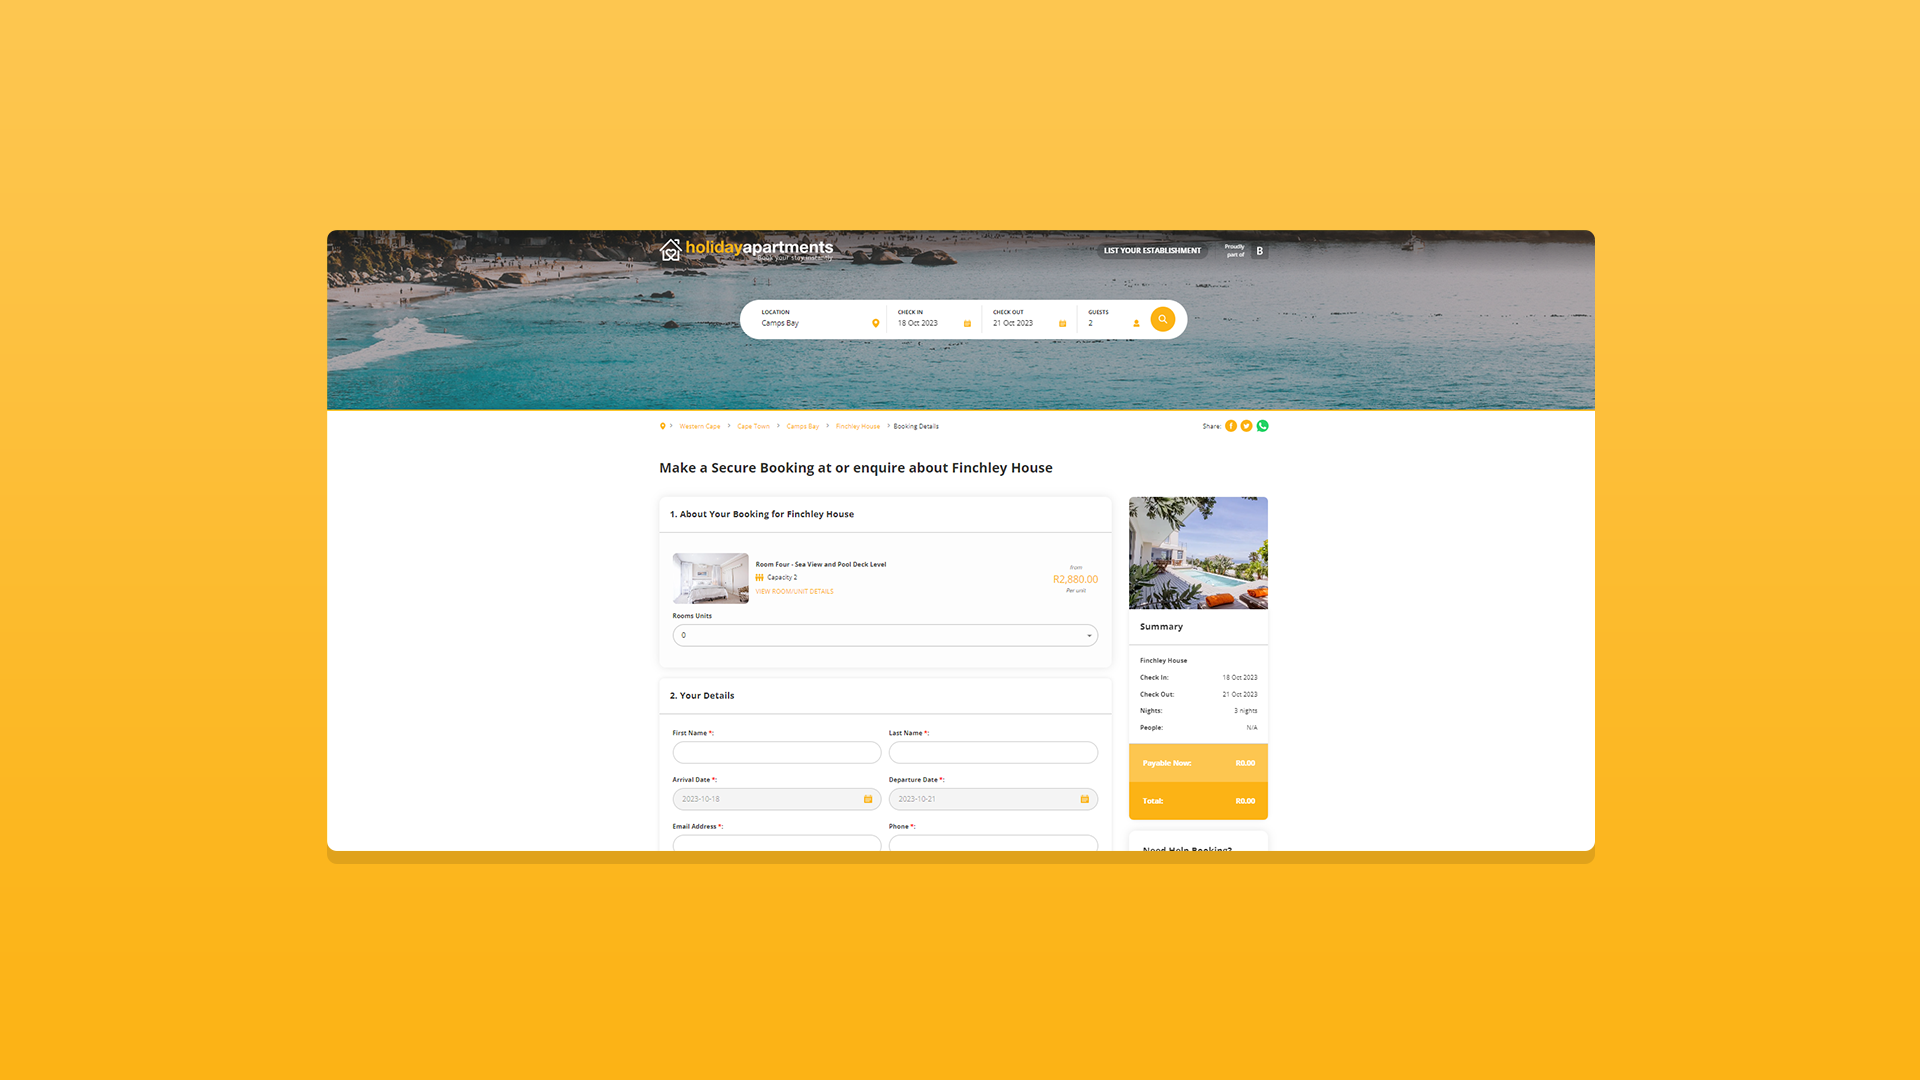 holidayapartments
Book your stay instantly
LIST YOUR ESTABLISHMENT
Proudly
part of
B
LOCATION
Camps Bay
CHECK IN
18 Oct 2023
CHECK OUT
21 Oct 2023
GUESTS
2
Western Cape
Cape Town
Camps Bay
Finchley House
Booking Details
Share:
Make a Secure Booking at or enquire about Finchley House
1. About Your Booking for Finchley House
Room Four - Sea View and Pool Deck Level
Capacity 2
VIEW ROOM/UNIT DETAILS
from
R2,880.00
Per unit
Rooms Units
0
2. Your Details
First Name *:
Last Name *:
Arrival Date *:
2023-10-18
Departure Date *:
2023-10-21
Email Address *:
Phone *:
Summary
Finchley House
Check In: 18 Oct 2023
Check Out: 21 Oct 2023
Nights: 3 nights
People: N/A
Payable Now: R0.00
Total: R0.00
Need Help Booking?